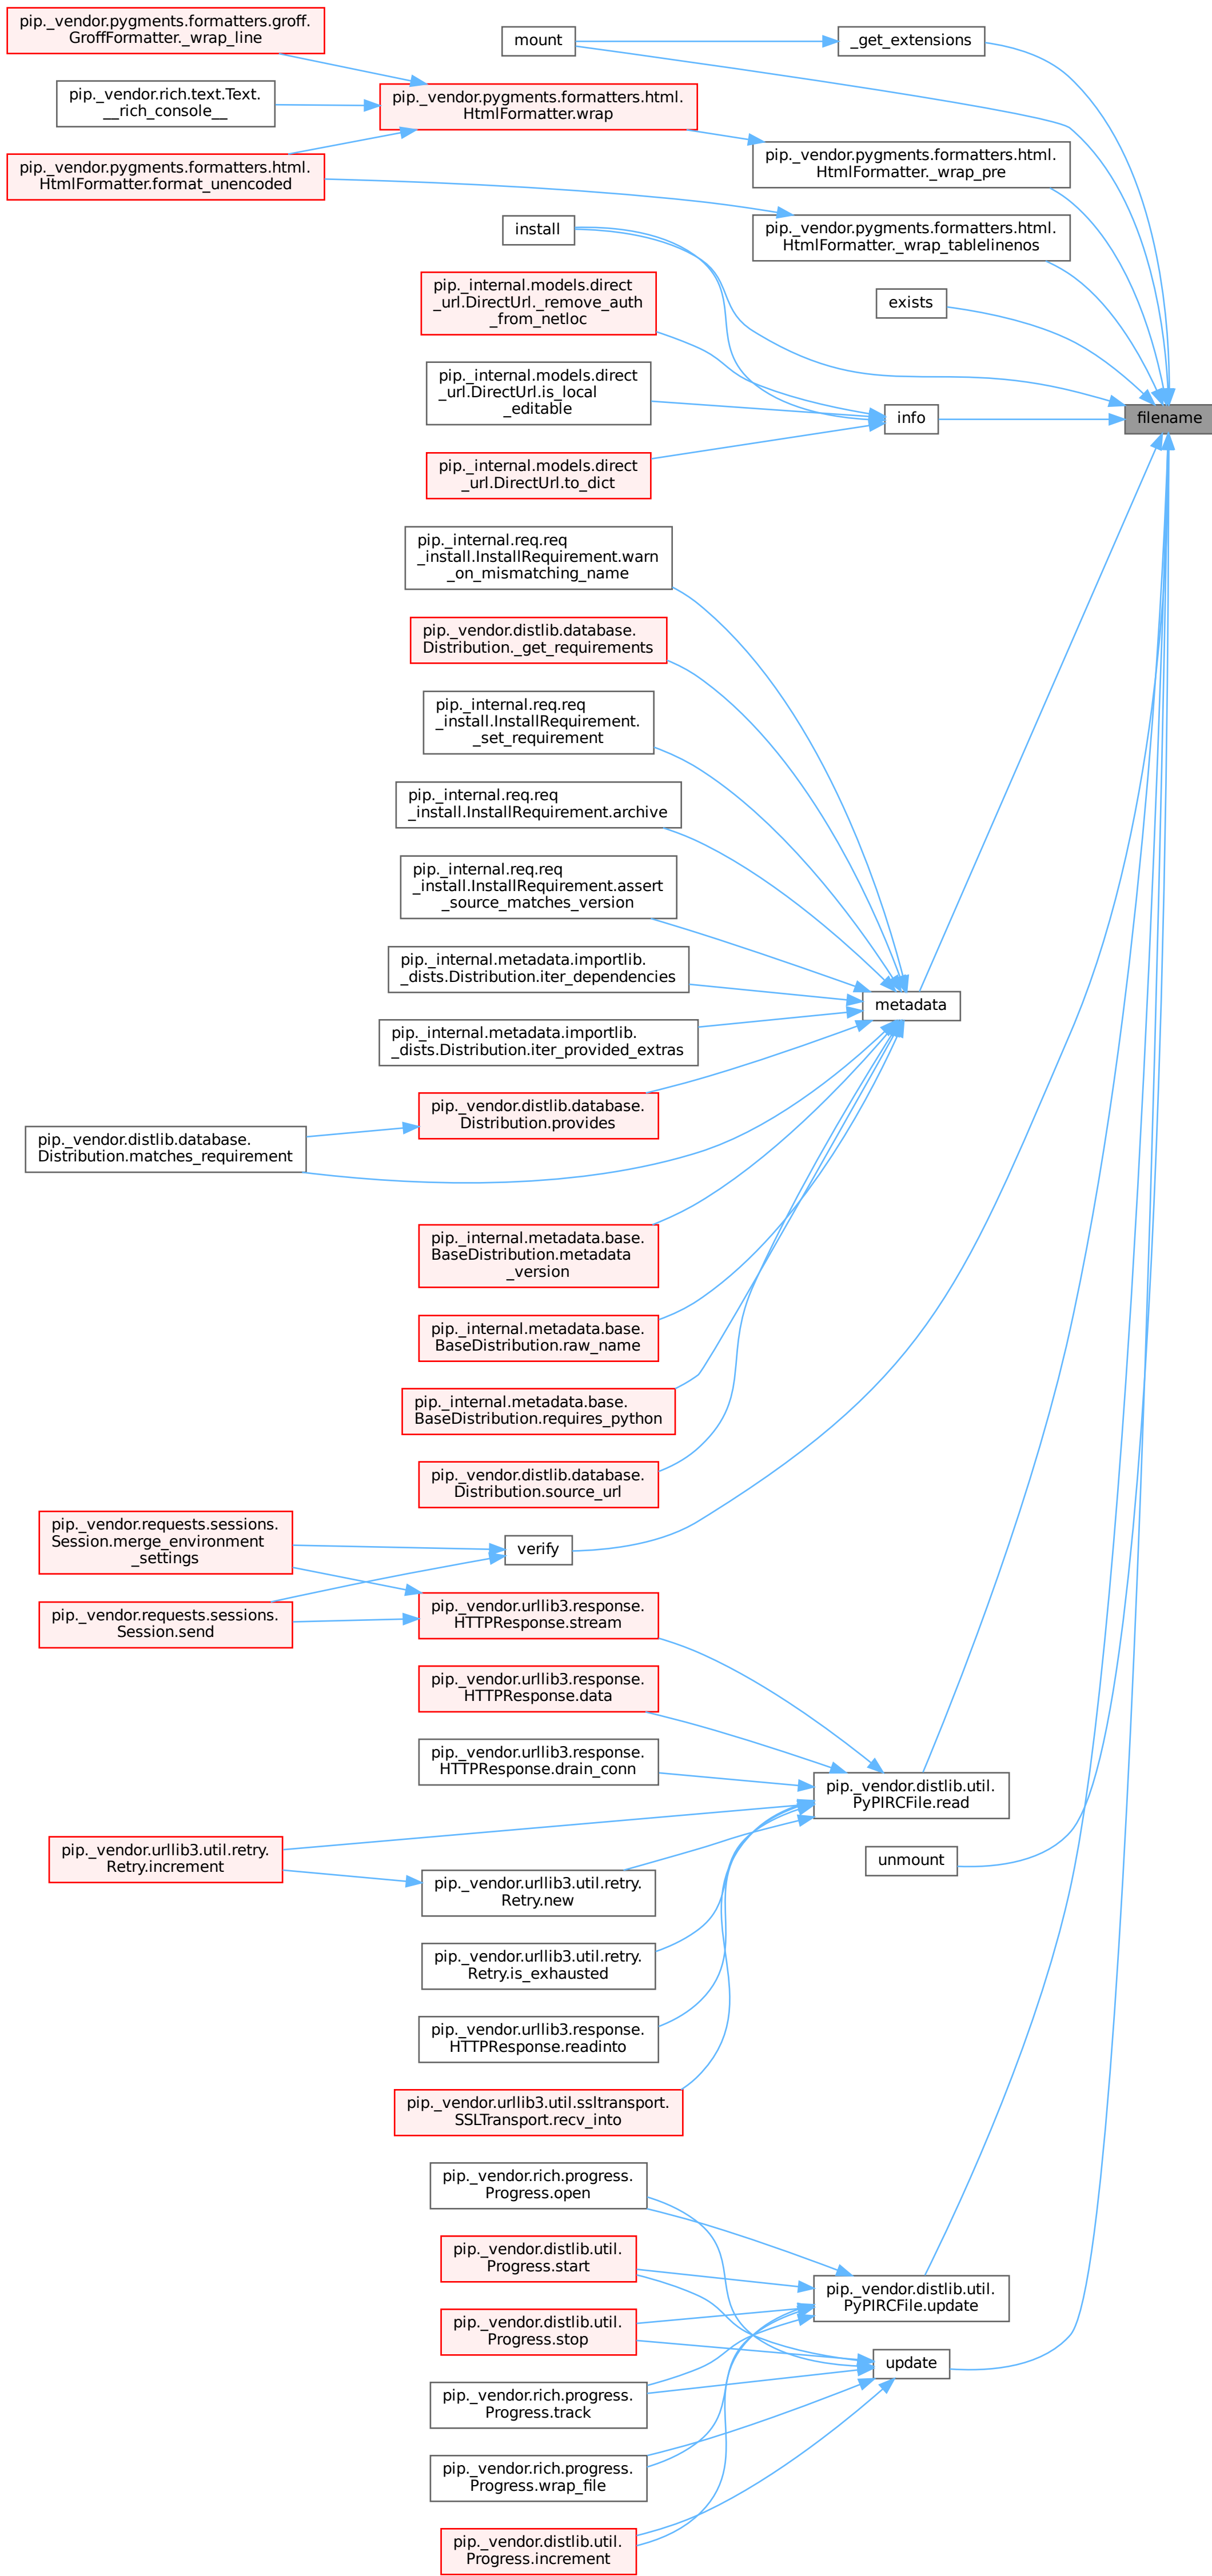 pip._vendor.pygments.formatters.groff.
GroffFormatter._wrap_line
mount
_get_extensions
pip._vendor.rich.text.Text.
__rich_console__
pip._vendor.pygments.formatters.html.
HtmlFormatter.wrap
pip._vendor.pygments.formatters.html.
HtmlFormatter.format_unencoded
pip._vendor.pygments.formatters.html.
HtmlFormatter._wrap_pre
install
pip._vendor.pygments.formatters.html.
HtmlFormatter._wrap_tablelinenos
pip._internal.models.direct
_url.DirectUrl._remove_auth
_from_netloc
exists
pip._internal.models.direct
_url.DirectUrl.is_local
_editable
info
filename
pip._internal.models.direct
_url.DirectUrl.to_dict
pip._internal.req.req
_install.InstallRequirement.warn
_on_mismatching_name
pip._vendor.distlib.database.
Distribution._get_requirements
pip._internal.req.req
_install.InstallRequirement.
_set_requirement
pip._internal.req.req
_install.InstallRequirement.archive
pip._internal.req.req
_install.InstallRequirement.assert
_source_matches_version
pip._internal.metadata.importlib.
_dists.Distribution.iter_dependencies
metadata
pip._internal.metadata.importlib.
_dists.Distribution.iter_provided_extras
pip._vendor.distlib.database.
Distribution.provides
pip._vendor.distlib.database.
Distribution.matches_requirement
pip._internal.metadata.base.
BaseDistribution.metadata
_version
pip._internal.metadata.base.
BaseDistribution.raw_name
pip._internal.metadata.base.
BaseDistribution.requires_python
pip._vendor.distlib.database.
Distribution.source_url
pip._vendor.requests.sessions.
Session.merge_environment
_settings
verify
pip._vendor.requests.sessions.
Session.send
pip._vendor.urllib3.response.
HTTPResponse.stream
pip._vendor.urllib3.response.
HTTPResponse.data
pip._vendor.urllib3.response.
HTTPResponse.drain_conn
pip._vendor.distlib.util.
PyPIRCFile.read
pip._vendor.urllib3.util.retry.
Retry.increment
unmount
pip._vendor.urllib3.util.retry.
Retry.new
pip._vendor.urllib3.util.retry.
Retry.is_exhausted
pip._vendor.urllib3.response.
HTTPResponse.readinto
pip._vendor.urllib3.util.ssltransport.
SSLTransport.recv_into
pip._vendor.rich.progress.
Progress.open
pip._vendor.distlib.util.
Progress.start
pip._vendor.distlib.util.
PyPIRCFile.update
pip._vendor.distlib.util.
Progress.stop
update
pip._vendor.rich.progress.
Progress.track
pip._vendor.rich.progress.
Progress.wrap_file
pip._vendor.distlib.util.
Progress.increment